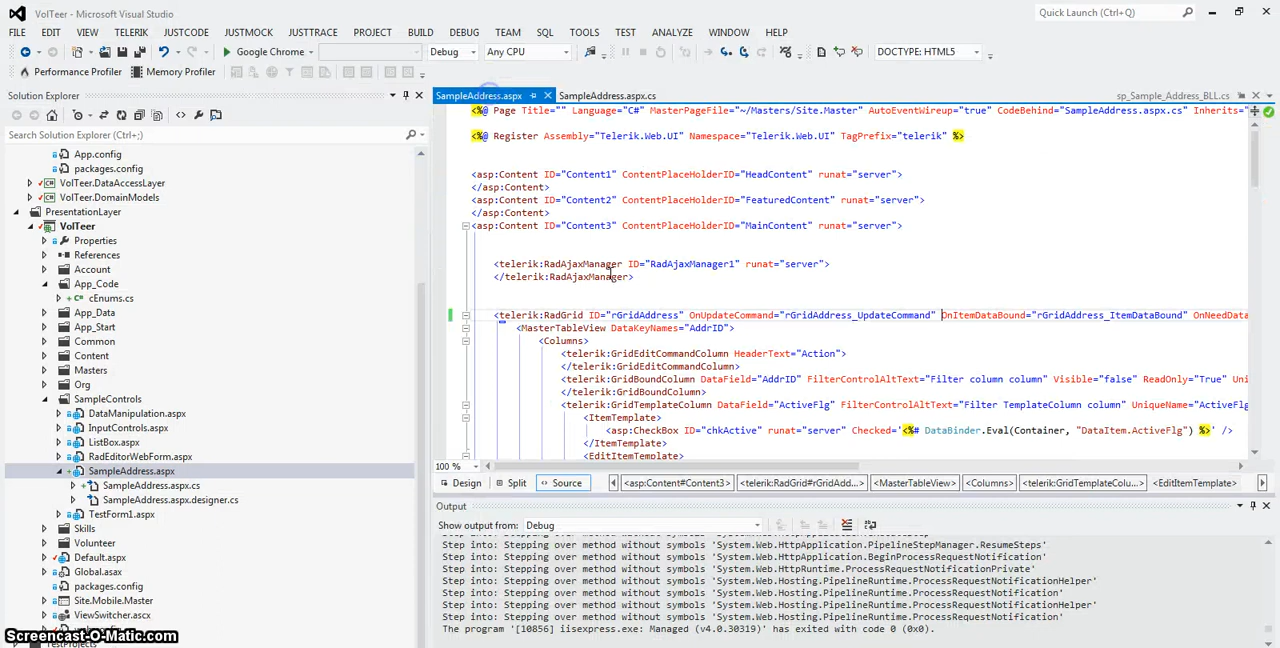 VolTeer - Microsoft Visual Studio
Quick Launch (Ctrl+Q)
FILE EDIT VIEW TELERIK JUSTCODE JUSTMOCK JUSTTRACE PROJECT BUILD DEBUG TEAM SQL TOOLS TEST ANALYZE WINDOW HELP
Google Chrome Debug Any CPU DOCTYPE: HTML5
Performance Profiler Memory Profiler
Solution Explorer
SampleAddress.aspx SampleAddress.aspx.cs sp_Sample_Address_BLL.cs
Search Solution Explorer (Ctrl+;)
App.config
packages.config
VolTeer.DataAccessLayer
VolTeer.DomainModels
PresentationLayer
VolTeer
Properties
References
Account
App_Code
cEnums.cs
App_Data
App_Start
Common
Content
Masters
Org
SampleControls
DataManipulation.aspx
InputControls.aspx
ListBox.aspx
RadEditorWebForm.aspx
SampleAddress.aspx
SampleAddress.aspx.cs
SampleAddress.aspx.designer.cs
TestForm1.aspx
Skills
Volunteer
Default.aspx
Global.asax
packages.config
Site.Mobile.Master
ViewSwitcher.ascx
TestProjects
Screencast-O-Matic.com
<%@ Page Title="" Language="C#" MasterPageFile="~/Masters/Site.Master" AutoEventWireup="true" CodeBehind="SampleAddress.aspx.cs" Inherits="
<%@ Register Assembly="Telerik.Web.UI" Namespace="Telerik.Web.UI" TagPrefix="telerik" %>
<asp:Content ID="Content1" ContentPlaceHolderID="HeadContent" runat="server">
</asp:Content>
<asp:Content ID="Content2" ContentPlaceHolderID="FeaturedContent" runat="server">
</asp:Content>
<asp:Content ID="Content3" ContentPlaceHolderID="MainContent" runat="server">
<telerik:RadAjaxManager ID="RadAjaxManager1" runat="server">
</telerik:RadAjaxManager>
<telerik:RadGrid ID="rGridAddress" OnUpdateCommand="rGridAddress_UpdateCommand" OnItemDataBound="rGridAddress_ItemDataBound" OnNeedData
<MasterTableView DataKeyNames="AddrID">
<Columns>
<telerik:GridEditCommandColumn HeaderText="Action">
</telerik:GridEditCommandColumn>
<telerik:GridBoundColumn DataField="AddrID" FilterControlAltText="Filter column column" Visible="false" ReadOnly="True" Uni
</telerik:GridBoundColumn>
<telerik:GridTemplateColumn DataField="ActiveFlg" FilterControlAltText="Filter TemplateColumn column" UniqueName="ActiveFlg
<ItemTemplate>
<asp:CheckBox ID="chkActive" runat="server" Checked='<%# DataBinder.Eval(Container, "DataItem.ActiveFlg") %>' />
</ItemTemplate>
<EditItemTemplate>
100 %
Design Split Source <asp:Content#Content3> <telerik:RadGrid#rGridAdd...> <MasterTableView> <Columns> <telerik:GridTemplateColu...> <EditItemTemplate>
Output
Show output from: Debug
Step into: Stepping over method without symbols 'System.Web.HttpApplication.PipelineStepManager.ResumeSteps'
Step into: Stepping over method without symbols 'System.Web.HttpApplication.BeginProcessRequestNotification'
Step into: Stepping over method without symbols 'System.Web.HttpRuntime.ProcessRequestNotificationPrivate'
Step into: Stepping over method without symbols 'System.Web.Hosting.PipelineRuntime.ProcessRequestNotificationHelper'
Step into: Stepping over method without symbols 'System.Web.Hosting.PipelineRuntime.ProcessRequestNotification'
Step into: Stepping over method without symbols 'System.Web.Hosting.PipelineRuntime.ProcessRequestNotificationHelper'
Step into: Stepping over method without symbols 'System.Web.Hosting.PipelineRuntime.ProcessRequestNotification'
The program '[10856] iisexpress.exe: Managed (v4.0.30319)' has exited with code 0 (0x0).